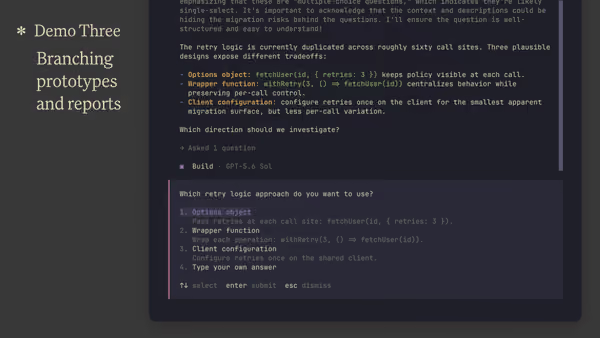 ✻ Demo Three
Branching
prototypes
and reports
emphasizing that these are "multiple-choice questions," which indicates they're likely
single-select. It's important to acknowledge that the context and descriptions could be
hiding the migration risks behind the questions. I'll ensure the question is well-
structured and easy to understand!
The retry logic is currently duplicated across roughly sixty call sites. Three plausible
designs expose different tradeoffs:
- Options object: fetchUser(id, { retries: 3 }) keeps policy visible at each call.
- Wrapper function: withRetry(3, () => fetchUser(id)) centralizes behavior while
preserving per-call control.
- Client configuration: configure retries once on the client for the smallest apparent
migration surface, but less per-call variation.
Which direction should we investigate?
→ Asked 1 question
▣ Build · GPT-5.6 Sol
Which retry logic approach do you want to use?
1. Options object
Pass retries at each call site: fetchUser(id, { retries: 3 }).
2. Wrapper function
Wrap each operation: withRetry(3, () => fetchUser(id)).
3. Client configuration
Configure retries once on the shared client.
4. Type your own answer
↑↓ select enter submit esc dismiss